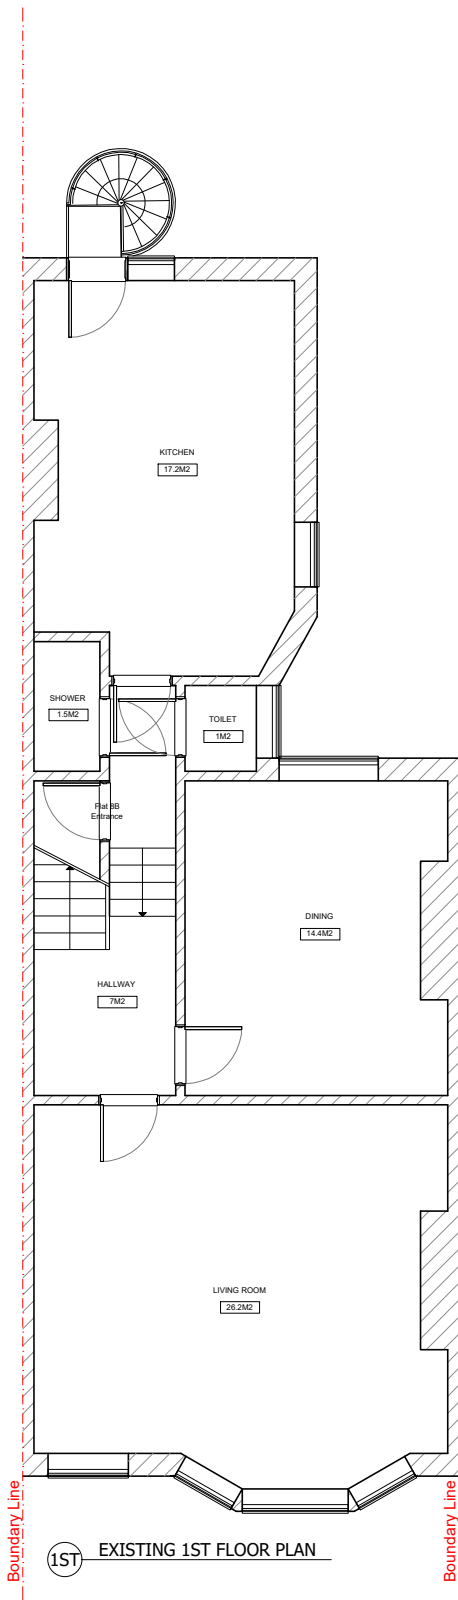 KITCHEN
17.2M2
SHOWER
1.5M2
TOILET
1M2
Flat 8B
Entrance
DINING
14.4M2
HALLWAY
7M2
LIVING ROOM
26.2M2
Boundary Line
Boundary Line
1ST
EXISTING 1ST FLOOR PLAN